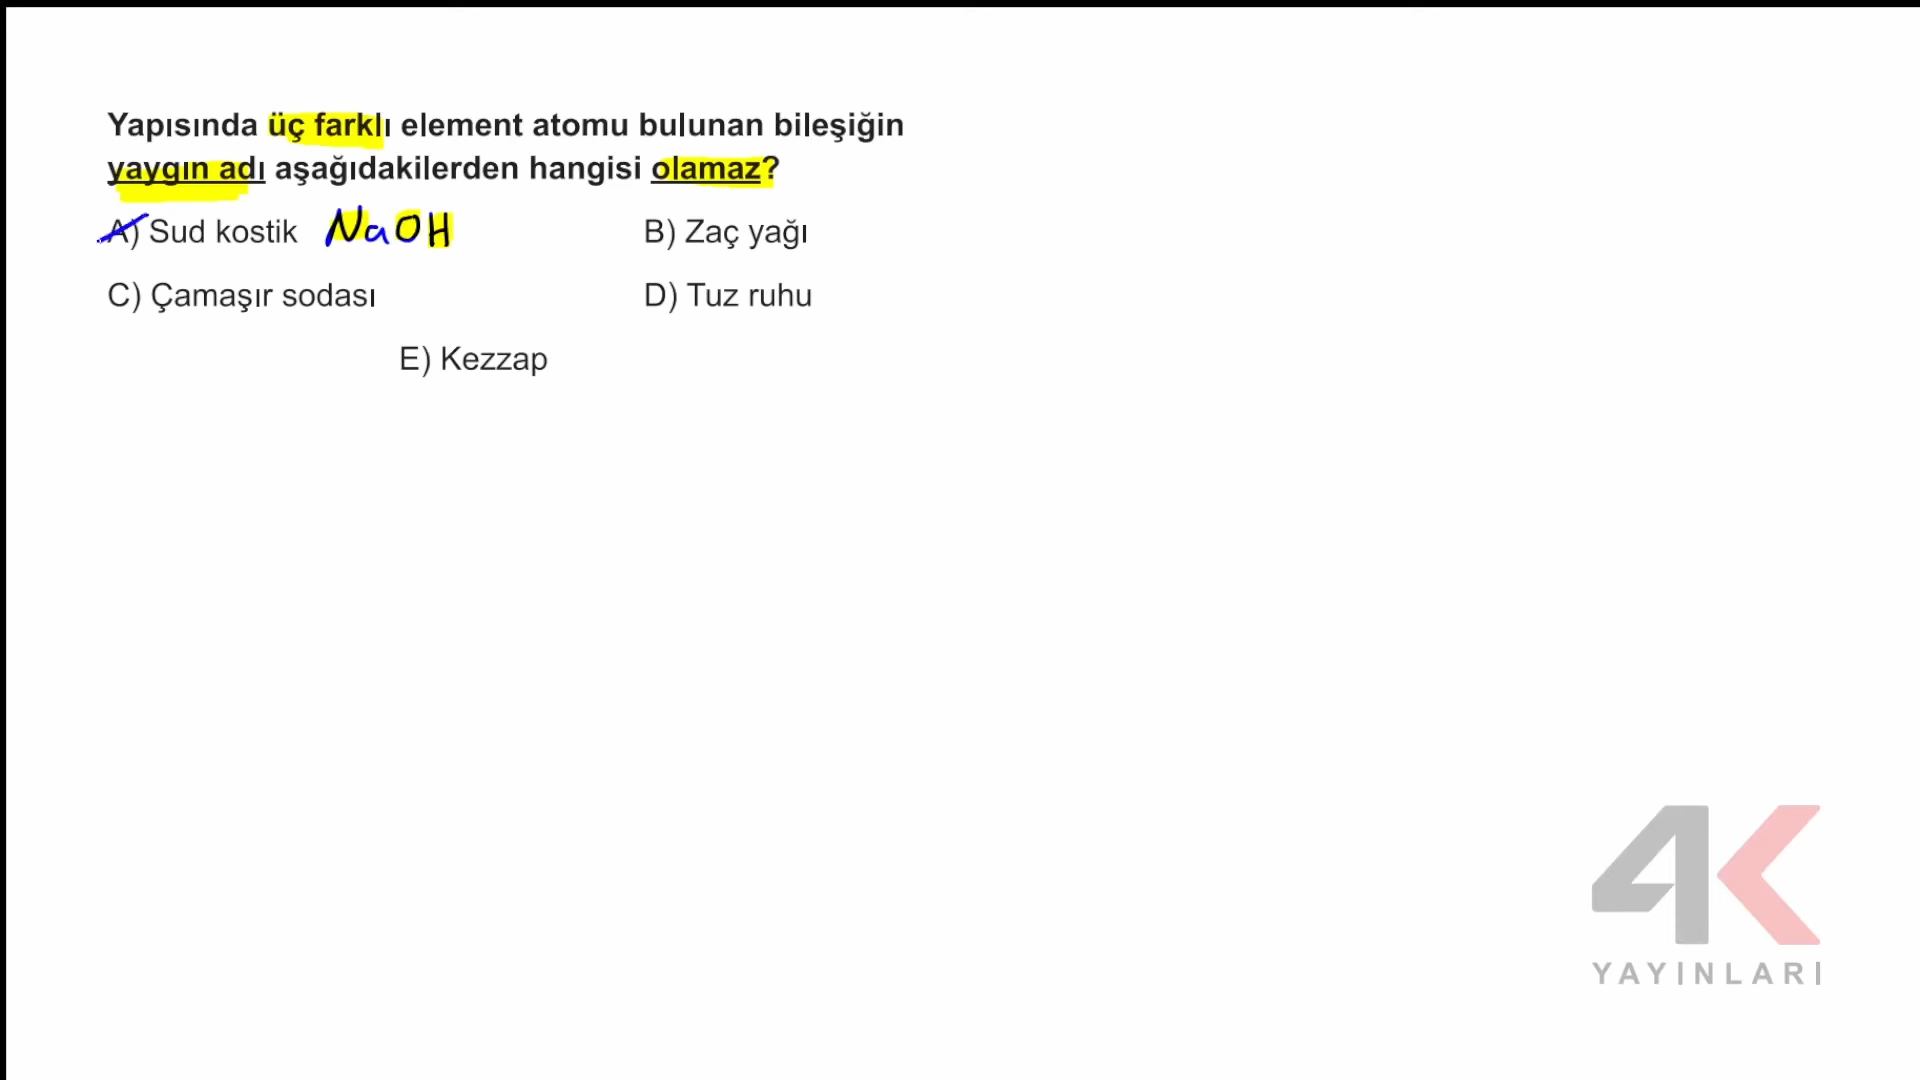 Yapısında üç farklı element atomu bulunan bileşiğin
yaygın adı aşağıdakilerden hangisi olamaz?
A) Sud kostik NaOH B) Zaç yağı
C) Çamaşır sodası D) Tuz ruhu
E) Kezzap
4K
YAYINLARI